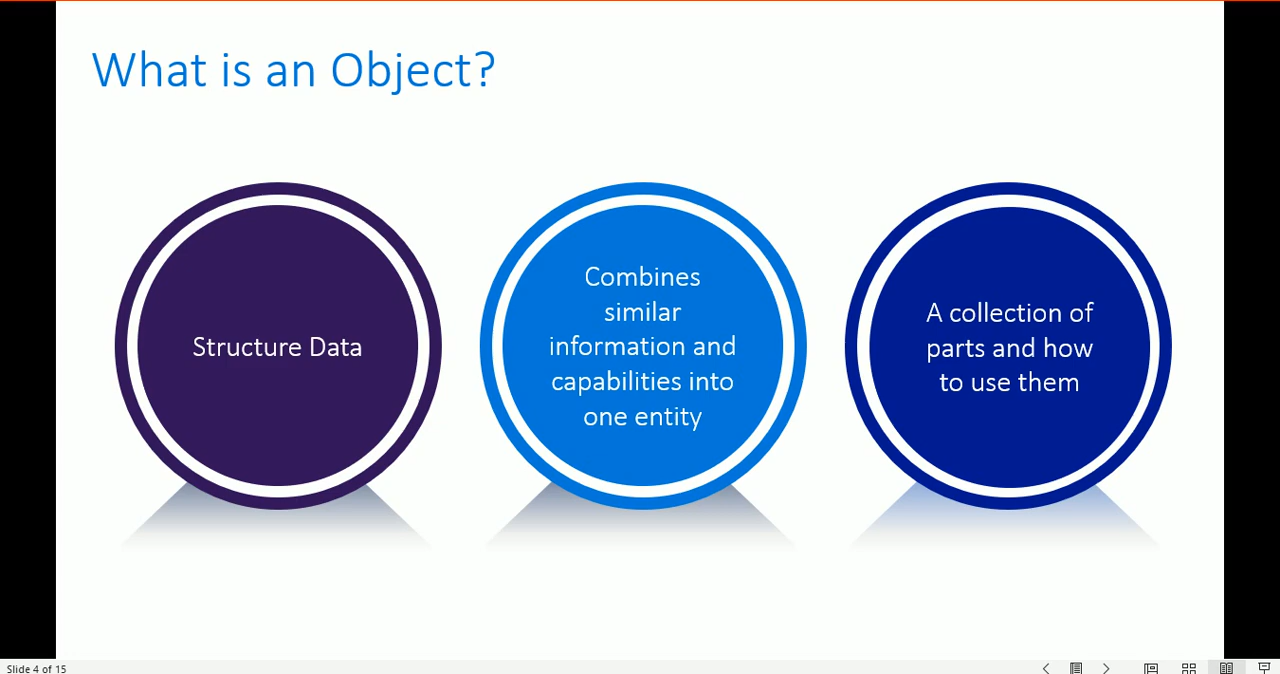 What is an Object?
Structure Data
Combines
similar
information and
capabilities into
one entity
A collection of
parts and how
to use them
Slide 4 of 15